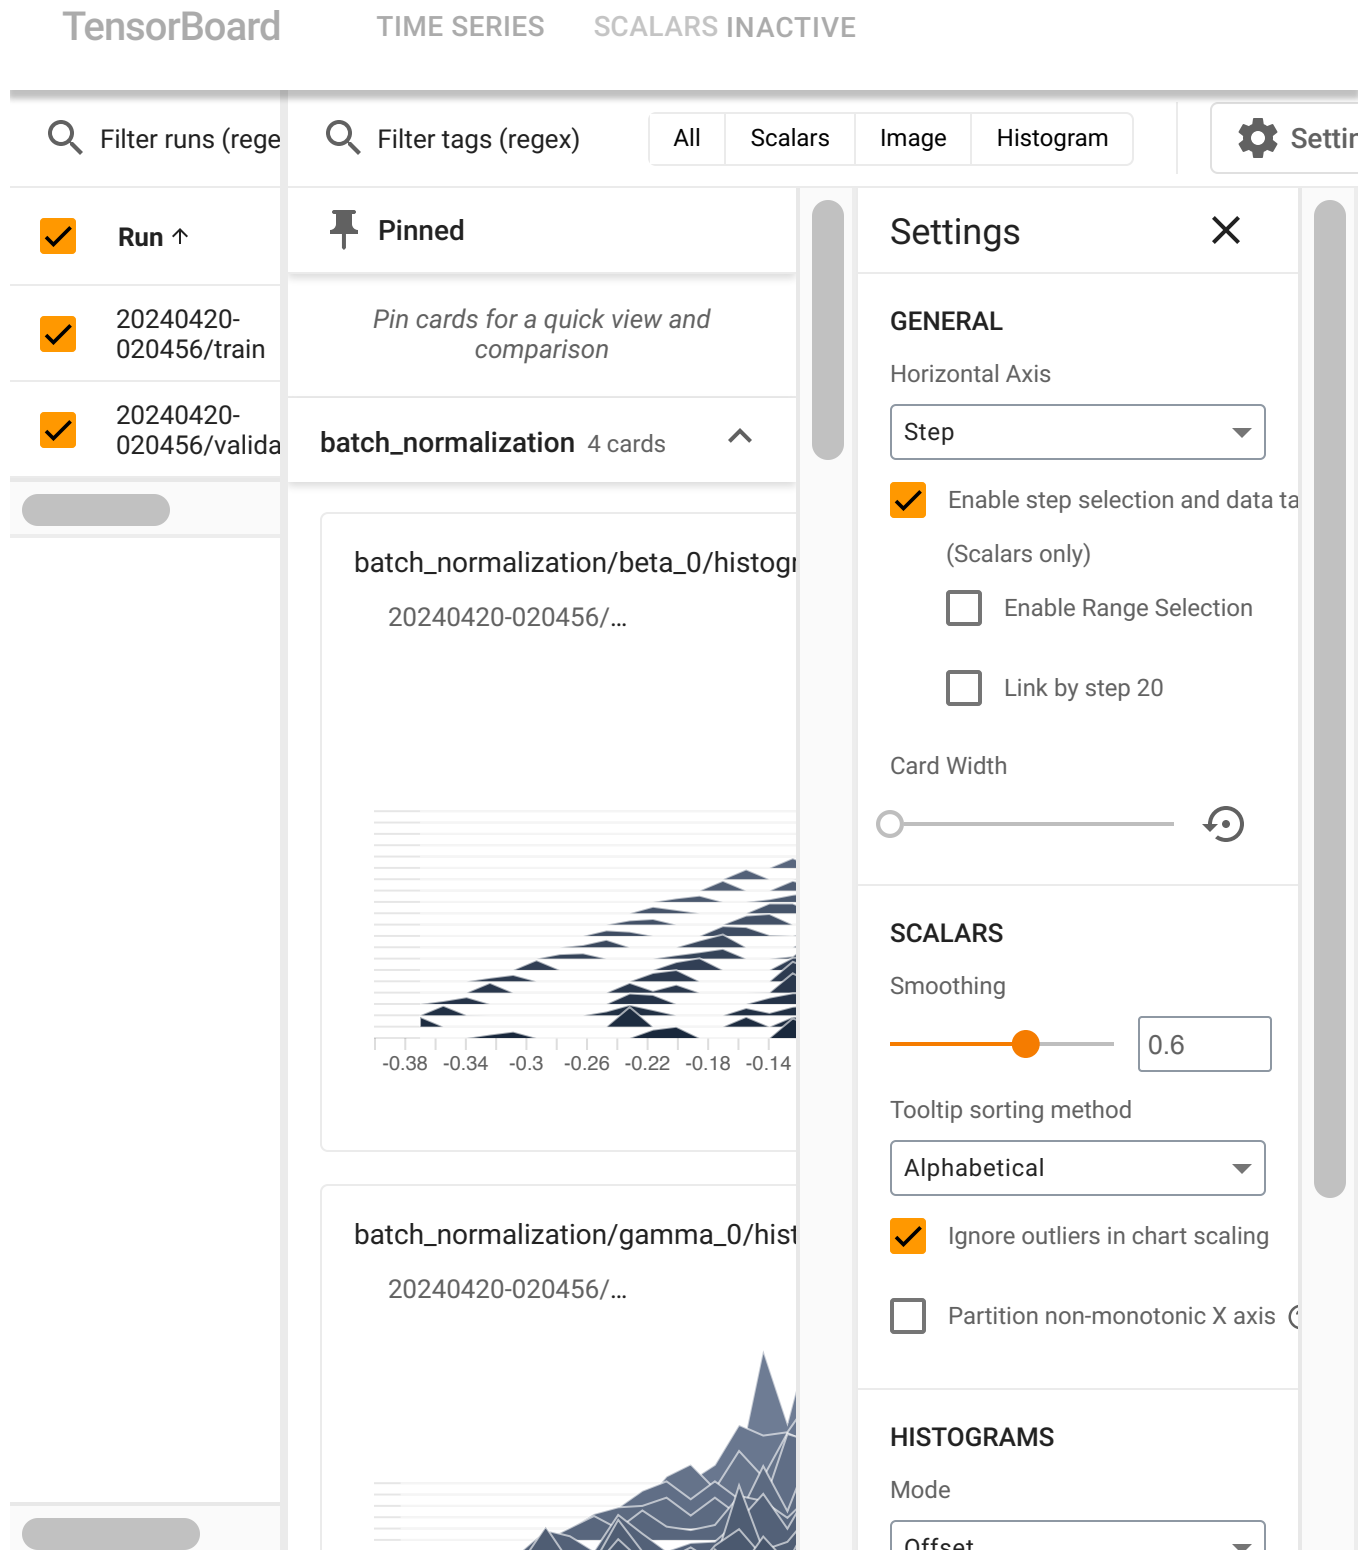 TensorBoard
TIME SERIES
SCALARS INACTIVE
Filter runs (rege
Filter tags (regex)
All
Scalars
Image
Histogram
Settin
Run
20240420-
020456/train
20240420-
020456/valida
Pinned
Pin cards for a quick view and
comparison
batch_normalization 4 cards
batch_normalization/beta_0/histogr
20240420-020456/...
-0.38 -0.34 -0.3 -0.26 -0.22 -0.18 -0.14
batch_normalization/gamma_0/hist
20240420-020456/...
Settings
GENERAL
Horizontal Axis
Step
Enable step selection and data ta
(Scalars only)
Enable Range Selection
Link by step 20
Card Width
SCALARS
Smoothing
0.6
Tooltip sorting method
Alphabetical
Ignore outliers in chart scaling
Partition non-monotonic X axis
HISTOGRAMS
Mode
Offset